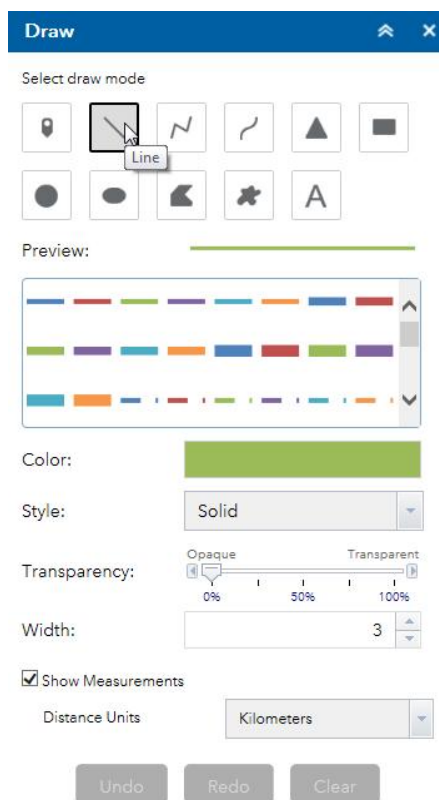 Draw
Select draw mode
Line
A
Preview:
Color:
Style: Solid
Opaque Transparent
Transparency:
0% 50% 100%
Width: 3
Show Measurements
Distance Units Kilometers
Undo Redo Clear